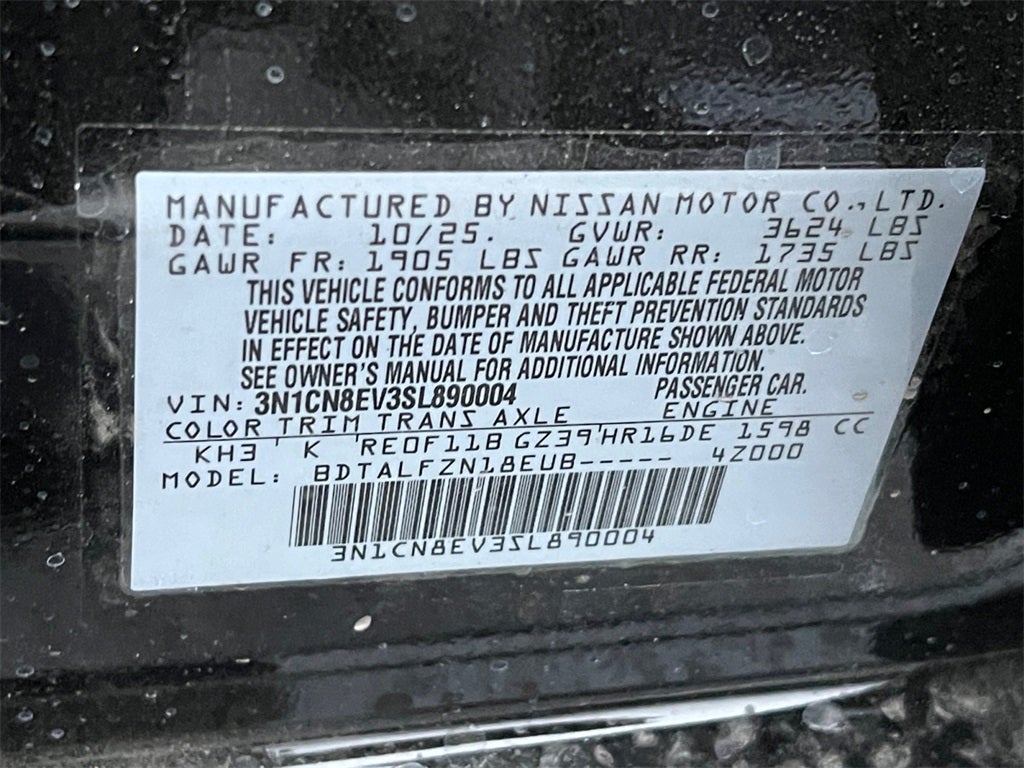 MANUFACTURED BY NISSAN MOTOR CO., LTD.
DATE: 10/25. GVWR: 3624 LBS
GAWR FR: 1905 LBS GAWR RR: 1735 LBS
THIS VEHICLE CONFORMS TO ALL APPLICABLE FEDERAL MOTOR
VEHICLE SAFETY, BUMPER AND THEFT PREVENTION STANDARDS
IN EFFECT ON THE DATE OF MANUFACTURE SHOWN ABOVE.
SEE OWNER'S MANUAL FOR ADDITIONAL INFORMATION.
VIN: 3N1CN8EV3SL890004 PASSENGER CAR.
COLOR TRIM TRANS AXLE ENGINE
KH3 ' K ' RE0F11B GZ39'HR16DE 1598 CC
MODEL: BDTALFZN18EUB----- 4Z000
3N1CN8EV3SL890004